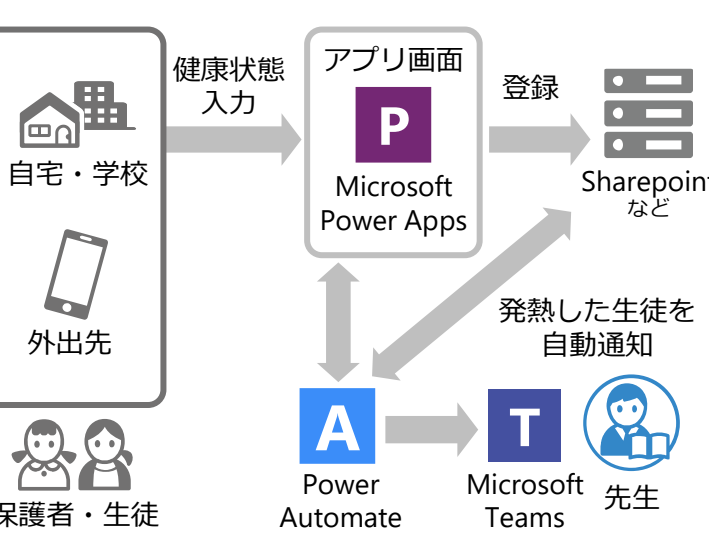 健康状態
入力
アプリ画面
P
Microsoft
Power Apps
登録
Sharepoint
など
自宅・学校
外出先
保護者・生徒
発熱した生徒を
自動通知
A
Power
Automate
T
Microsoft
Teams
先生